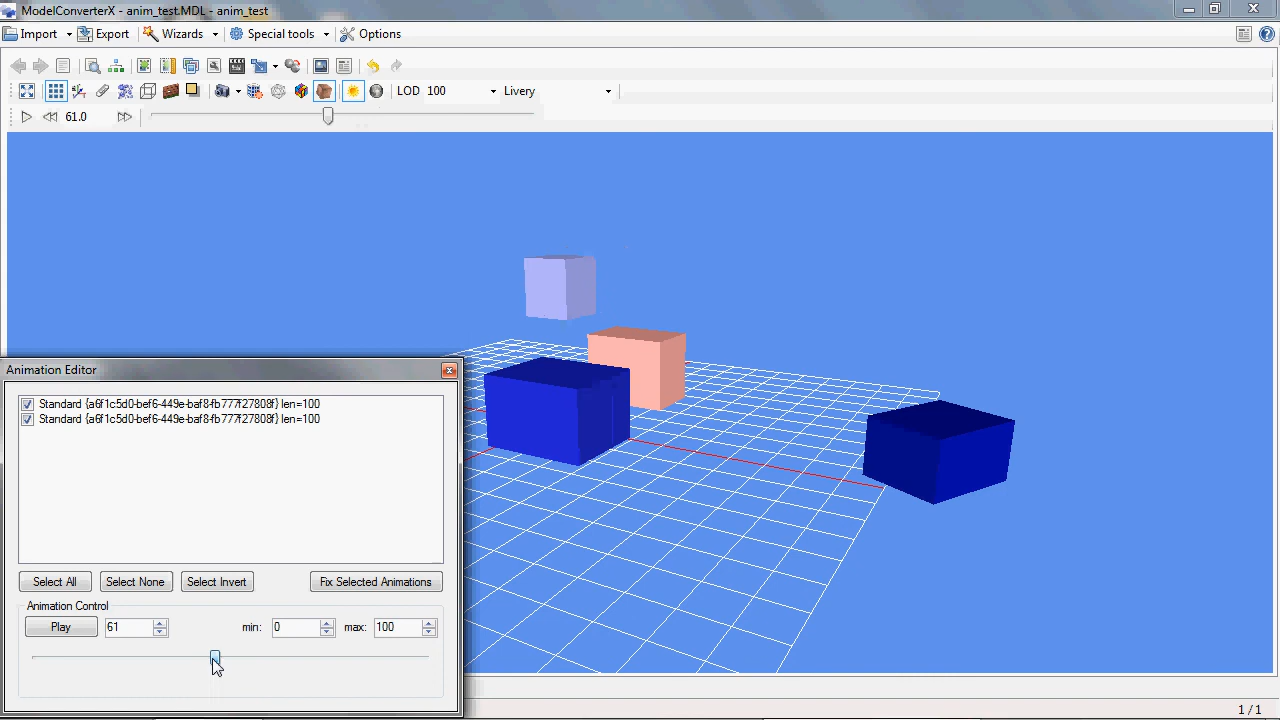 ModelConverterX - anim_test.MDL - anim_test
Import Export Wizards Special tools Options
LOD 100 Livery
61.0
Animation Editor
Standard {a6f1c5d0-bef6-449e-baf8-fb777f27808f} len=100
Standard {a6f1c5d0-bef6-449e-baf8-fb777f27808f} len=100
Select All Select None Select Invert Fix Selected Animations
Animation Control
Play 61 min: 0 max: 100
1 / 1